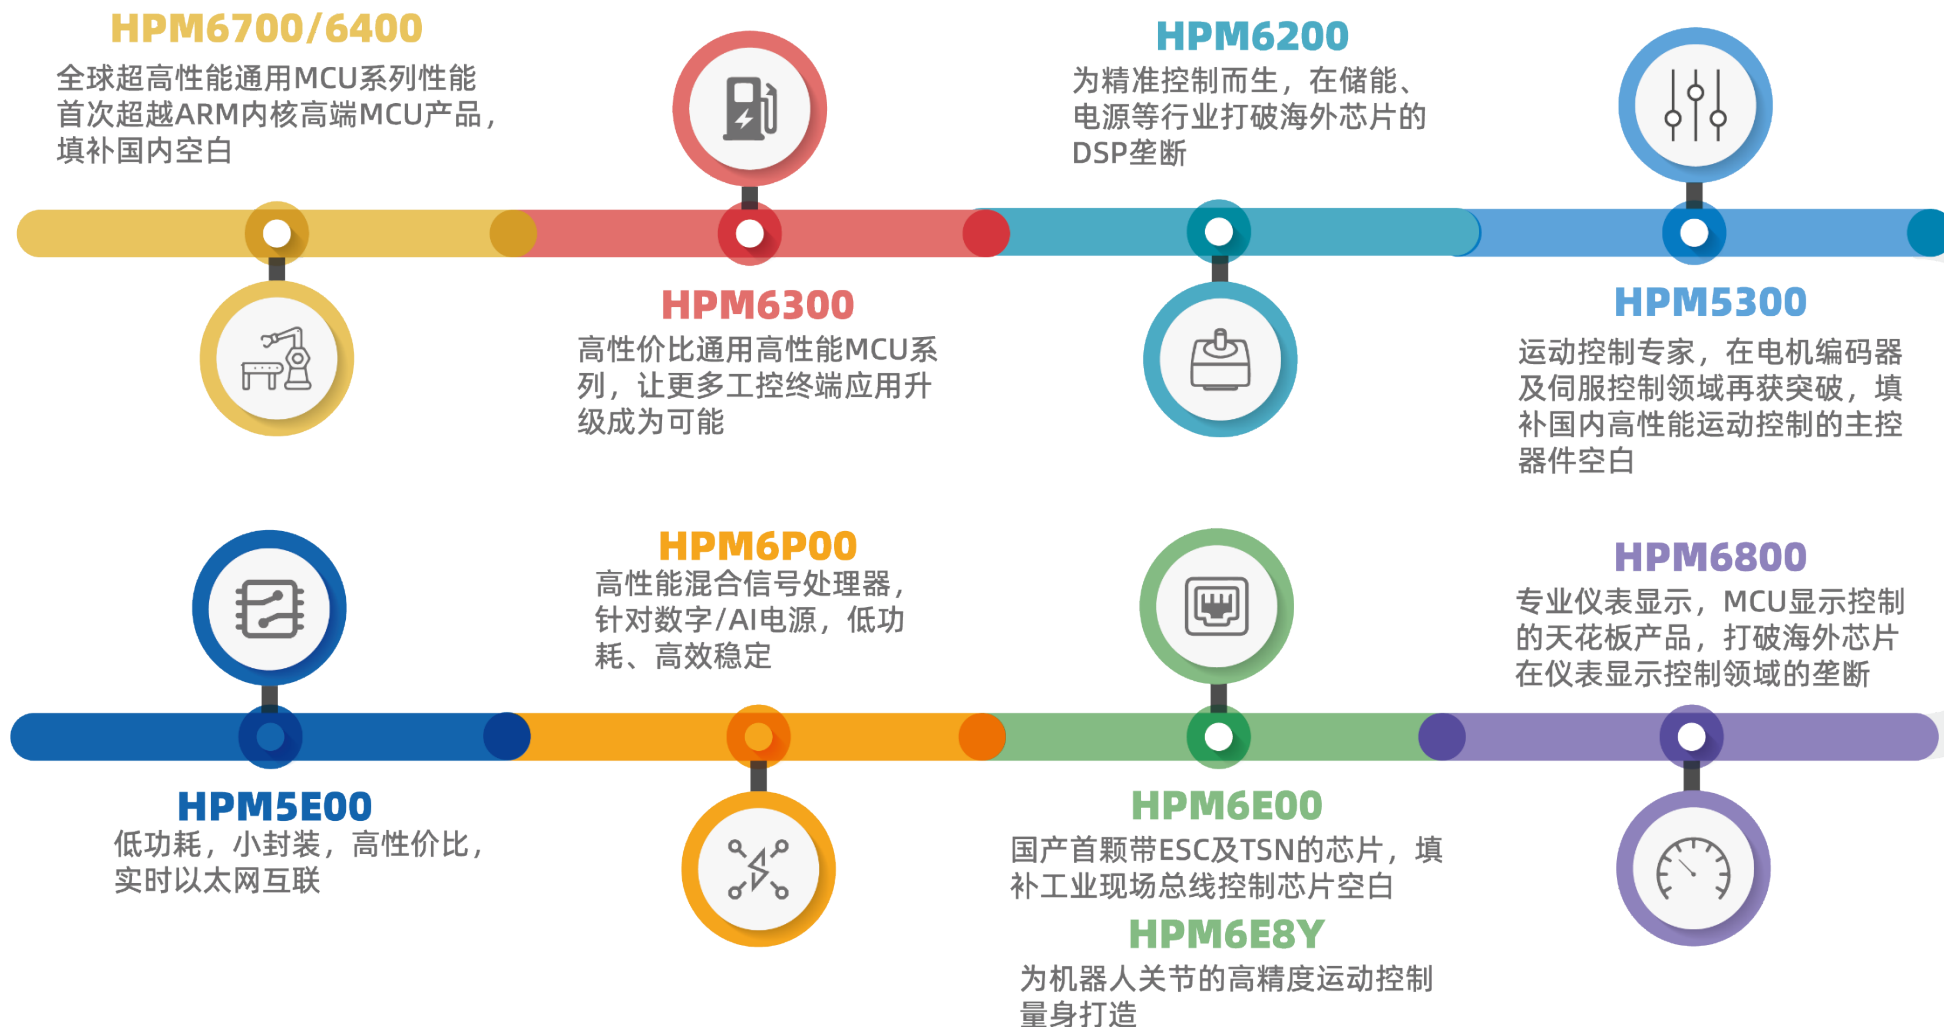 HPM6700/6400
全球超高性能通用MCU系列性能
首次超越ARM内核高端MCU产品，
填补国内空白
HPM6300
高性价比通用高性能MCU系
列，让更多工控终端应用升
级成为可能
HPM6200
为精准控制而生，在储能、
电源等行业打破海外芯片的
DSP垄断
HPM5300
运动控制专家，在电机编码器
及伺服控制领域再获突破，填
补国内高性能运动控制的主控
器件空白
HPM5E00
低功耗，小封装，高性价比，
实时以太网互联
HPM6P00
高性能混合信号处理器，
针对数字/AI电源，低功
耗、高效稳定
HPM6E00
国产首颗带ESC及TSN的芯片，填
补工业现场总线控制芯片空白
HPM6E8Y
为机器人关节的高精度运动控制
量身打造
HPM6800
专业仪表显示，MCU显示控制
的天花板产品，打破海外芯片
在仪表显示控制领域的垄断